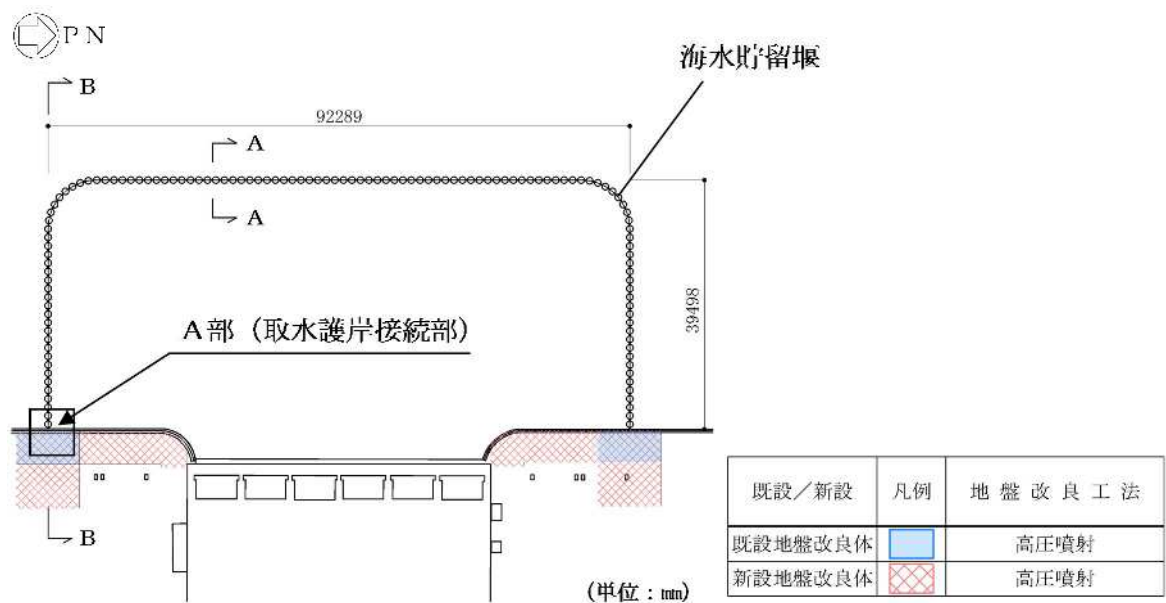 PN
B
海水貯留堰
92289
A
A
39498
A部（取水護岸接続部）
B
既設／新設 凡例 地盤改良工法
既設地盤改良体 高圧噴射
新設地盤改良体 高圧噴射
(単位：mm)